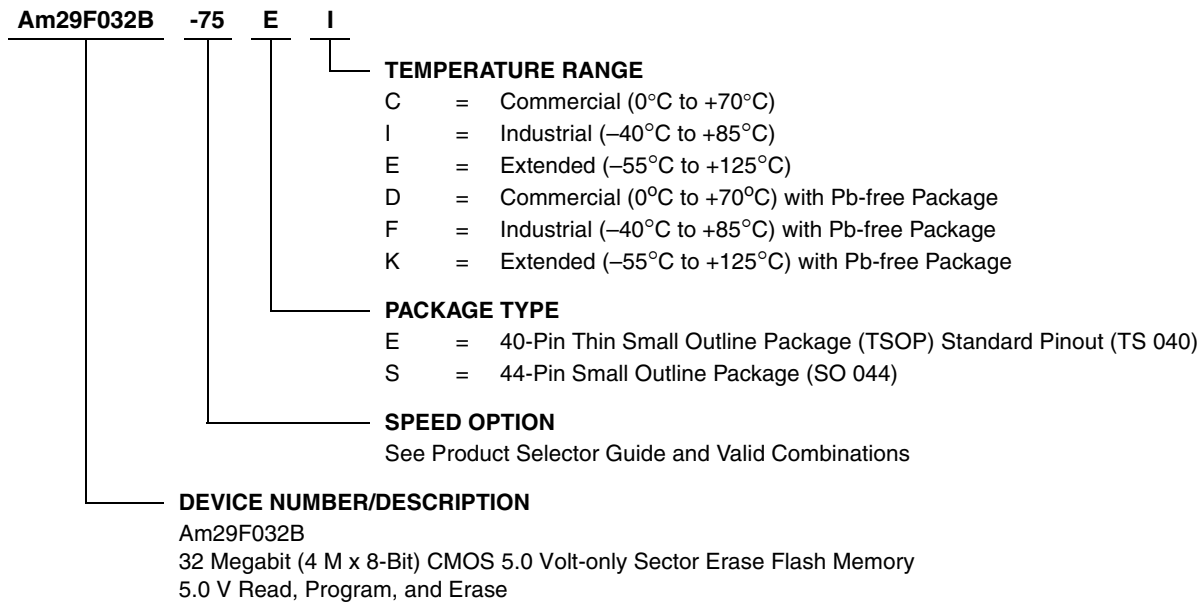 Am29F032B -75 E I
TEMPERATURE RANGE
C = Commercial (0°C to +70°C)
I = Industrial (–40°C to +85°C)
E = Extended (–55°C to +125°C)
D = Commercial (0°C to +70°C) with Pb-free Package
F = Industrial (–40°C to +85°C) with Pb-free Package
K = Extended (–55°C to +125°C) with Pb-free Package
PACKAGE TYPE
E = 40-Pin Thin Small Outline Package (TSOP) Standard Pinout (TS 040)
S = 44-Pin Small Outline Package (SO 044)
SPEED OPTION
See Product Selector Guide and Valid Combinations
DEVICE NUMBER/DESCRIPTION
Am29F032B
32 Megabit (4 M x 8-Bit) CMOS 5.0 Volt-only Sector Erase Flash Memory
5.0 V Read, Program, and Erase